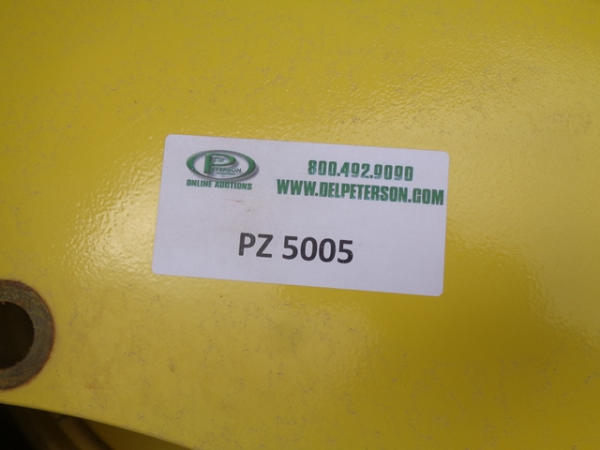 PETERSON
ONLINE AUCTIONS
800.492.9090
WWW.DELPETERSON.COM
PZ 5005